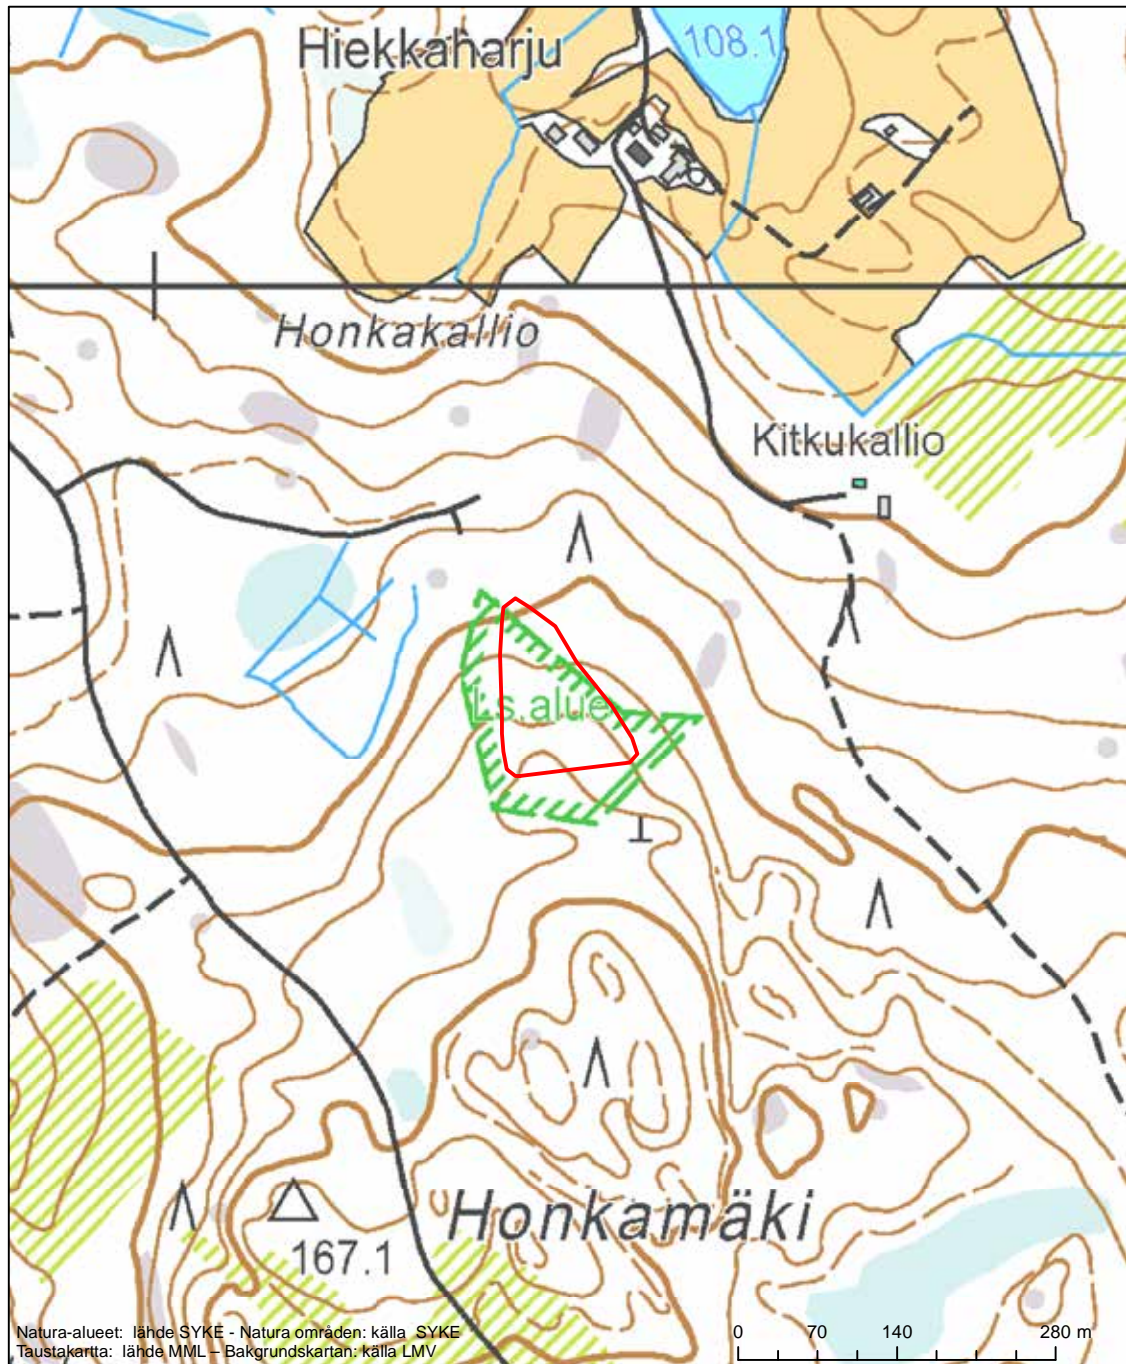 Hiekkaharju
108.1
Honkakallio
Kitkukallio
Ls.alue
Honkamäki
167.1
Natura-alueet: lähde SYKE - Natura områden: källa SYKE
Taustakartta: lähde MML – Bakgrundskartan: källa LMV
0 70 140 280 m